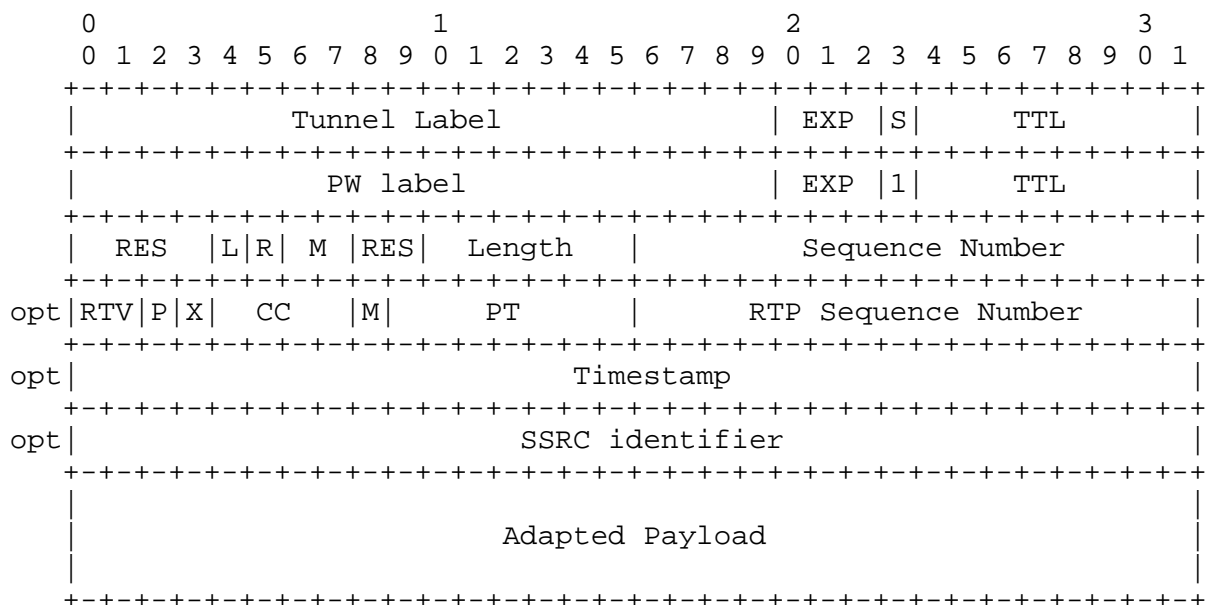 0                   1                   2                   3
 0 1 2 3 4 5 6 7 8 9 0 1 2 3 4 5 6 7 8 9 0 1 2 3 4 5 6 7 8 9 0 1
   +-+-+-+-+-+-+-+-+-+-+-+-+-+-+-+-+-+-+-+-+-+-+-+-+-+-+-+-+-+-+-+-+
   |            Tunnel Label               | EXP |S|     TTL       |
   +-+-+-+-+-+-+-+-+-+-+-+-+-+-+-+-+-+-+-+-+-+-+-+-+-+-+-+-+-+-+-+-+
   |              PW label                 | EXP |1|     TTL       |
   +-+-+-+-+-+-+-+-+-+-+-+-+-+-+-+-+-+-+-+-+-+-+-+-+-+-+-+-+-+-+-+-+
   |  RES  |L|R| M |RES|  Length   |         Sequence Number       |
   +-+-+-+-+-+-+-+-+-+-+-+-+-+-+-+-+-+-+-+-+-+-+-+-+-+-+-+-+-+-+-+-+
opt|RTV|P|X|  CC   |M|     PT      |      RTP Sequence Number      |
   +-+-+-+-+-+-+-+-+-+-+-+-+-+-+-+-+-+-+-+-+-+-+-+-+-+-+-+-+-+-+-+-+
opt|                            Timestamp                          |
   +-+-+-+-+-+-+-+-+-+-+-+-+-+-+-+-+-+-+-+-+-+-+-+-+-+-+-+-+-+-+-+-+
opt|                         SSRC identifier                       |
   +-+-+-+-+-+-+-+-+-+-+-+-+-+-+-+-+-+-+-+-+-+-+-+-+-+-+-+-+-+-+-+-+
   |                                                               |
   |                        Adapted Payload                        |
   |                                                               |
   +-+-+-+-+-+-+-+-+-+-+-+-+-+-+-+-+-+-+-+-+-+-+-+-+-+-+-+-+-+-+-+-+